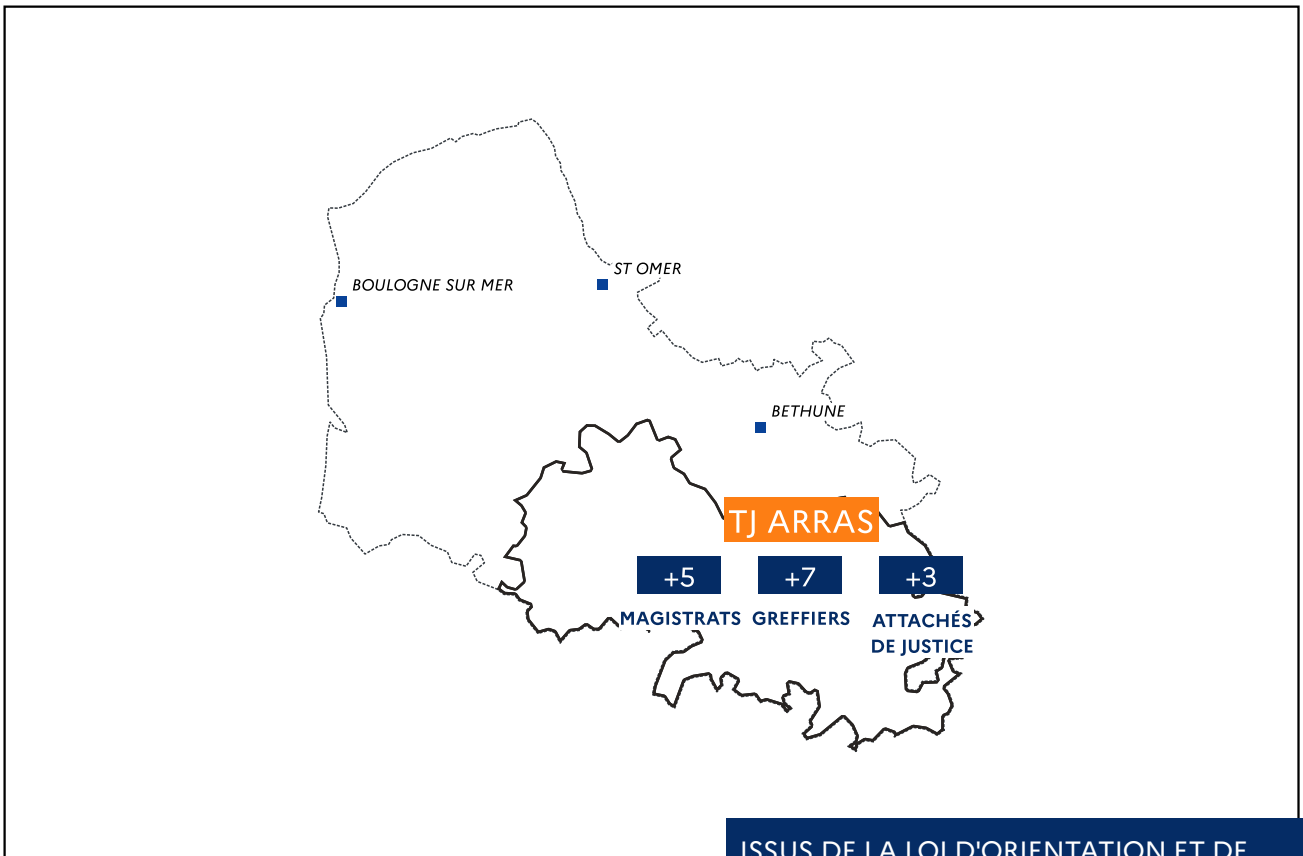 ST OMER
BOULOGNE SUR MER
BETHUNE
TJ ARRAS
+5 +7 +3
MAGISTRATS GREFFIERS ATTACHÉS
DE JUSTICE
ISSUS DE LA LOI D'ORIENTATION ET DE